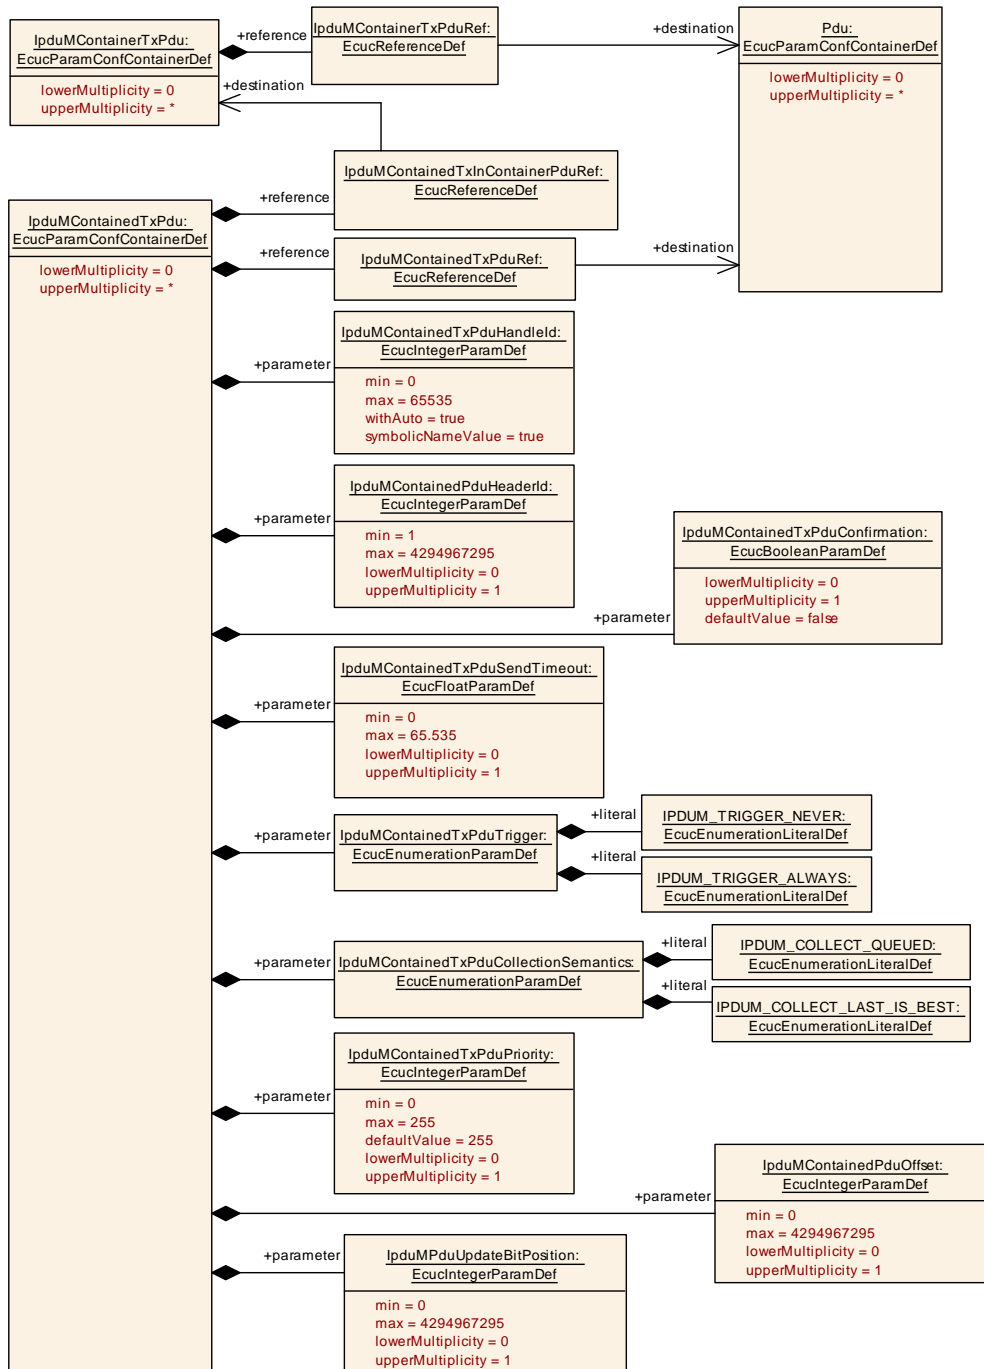 IpduMContainerTxPdu:
EcucParamConfContainerDef
lowerMultiplicity = 0
upperMultiplicity = *
+reference
IpduMContainerTxPduRef:
EcucReferenceDef
+destination
Pdu:
EcucParamConfContainerDef
lowerMultiplicity = 0
upperMultiplicity = *
+destination
IpduMContainedTxInContainerPduRef:
EcucReferenceDef
+reference
IpduMContainedTxPdu:
EcucParamConfContainerDef
lowerMultiplicity = 0
upperMultiplicity = *
+reference
IpduMContainedTxPduRef:
EcucReferenceDef
+destination
IpduMContainedTxPduHandleId:
EcucIntegerParamDef
+parameter
min = 0
max = 65535
withAuto = true
symbolicNameValue = true
IpduMContainedPduHeaderId:
EcucIntegerParamDef
+parameter
min = 1
max = 4294967295
lowerMultiplicity = 0
upperMultiplicity = 1
IpduMContainedTxPduConfirmation:
EcucBooleanParamDef
lowerMultiplicity = 0
upperMultiplicity = 1
defaultValue = false
+parameter
IpduMContainedTxPduSendTimeout:
EcucFloatParamDef
+parameter
min = 0
max = 65.535
lowerMultiplicity = 0
upperMultiplicity = 1
+parameter
IpduMContainedTxPduTrigger:
EcucEnumerationParamDef
+literal
IPDUM_TRIGGER_NEVER:
EcucEnumerationLiteralDef
+literal
IPDUM_TRIGGER_ALWAYS:
EcucEnumerationLiteralDef
+parameter
IpduMContainedTxPduCollectionSemantics:
EcucEnumerationParamDef
+literal
IPDUM_COLLECT_QUEUED:
EcucEnumerationLiteralDef
+literal
IPDUM_COLLECT_LAST_IS_BEST:
EcucEnumerationLiteralDef
IpduMContainedTxPduPriority:
EcucIntegerParamDef
+parameter
min = 0
max = 255
defaultValue = 255
lowerMultiplicity = 0
upperMultiplicity = 1
IpduMContainedPduOffset:
EcucIntegerParamDef
+parameter
min = 0
max = 4294967295
lowerMultiplicity = 0
upperMultiplicity = 1
+parameter
IpduMPduUpdateBitPosition:
EcucIntegerParamDef
min = 0
max = 4294967295
lowerMultiplicity = 0
upperMultiplicity = 1